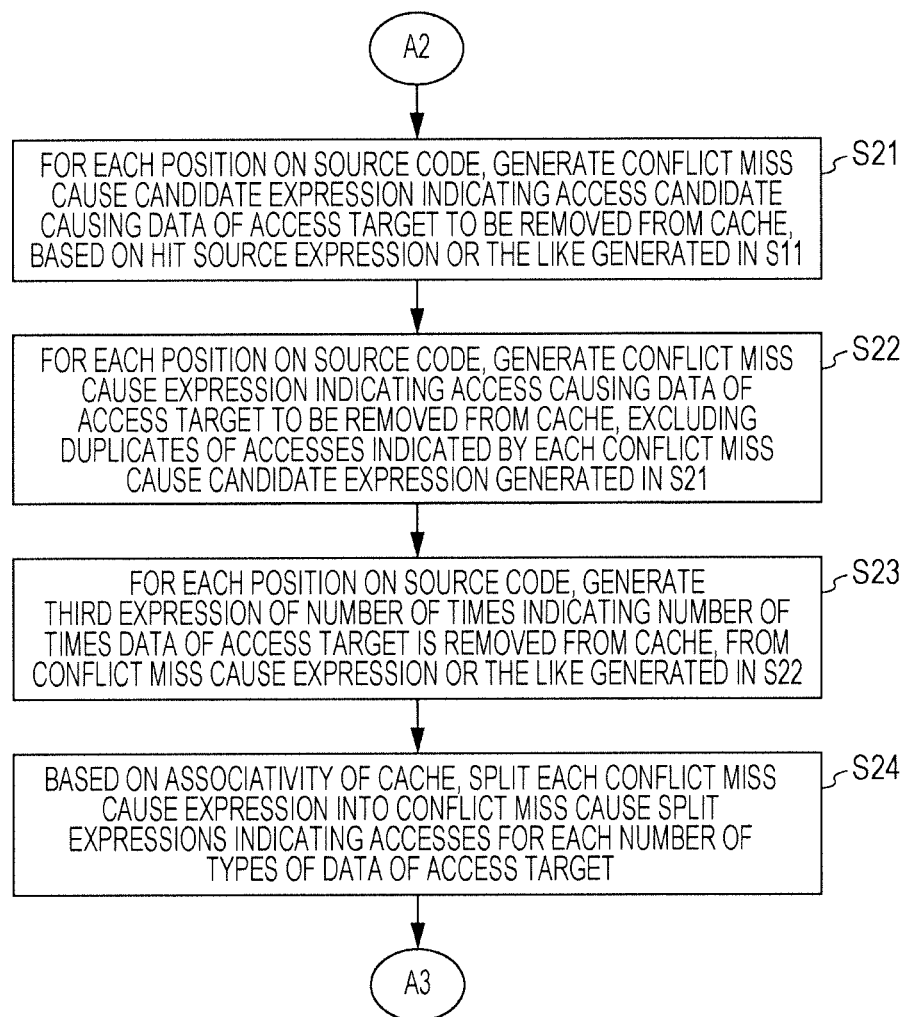 A2
S21
FOR EACH POSITION ON SOURCE CODE, GENERATE CONFLICT MISS
CAUSE CANDIDATE EXPRESSION INDICATING ACCESS CANDIDATE
CAUSING DATA OF ACCESS TARGET TO BE REMOVED FROM CACHE,
BASED ON HIT SOURCE EXPRESSION OR THE LIKE GENERATED IN S11
S22
FOR EACH POSITION ON SOURCE CODE, GENERATE CONFLICT MISS
CAUSE EXPRESSION INDICATING ACCESS CAUSING DATA OF
ACCESS TARGET TO BE REMOVED FROM CACHE, EXCLUDING
DUPLICATES OF ACCESSES INDICATED BY EACH CONFLICT MISS
CAUSE CANDIDATE EXPRESSION GENERATED IN S21
S23
FOR EACH POSITION ON SOURCE CODE, GENERATE
THIRD EXPRESSION OF NUMBER OF TIMES INDICATING NUMBER OF
TIMES DATA OF ACCESS TARGET IS REMOVED FROM CACHE, FROM
CONFLICT MISS CAUSE EXPRESSION OR THE LIKE GENERATED IN S22
S24
BASED ON ASSOCIATIVITY OF CACHE, SPLIT EACH CONFLICT MISS
CAUSE EXPRESSION INTO CONFLICT MISS CAUSE SPLIT
EXPRESSIONS INDICATING ACCESSES FOR EACH NUMBER OF
TYPES OF DATA OF ACCESS TARGET
A3